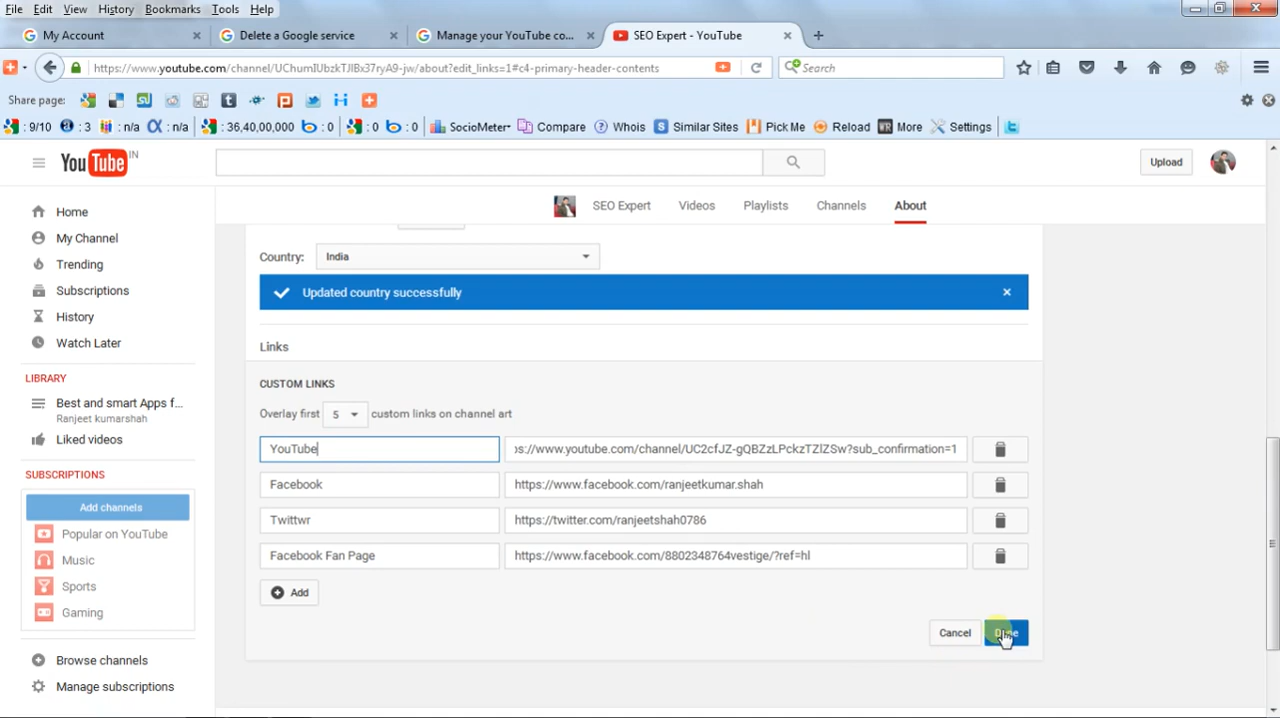 File Edit View History Bookmarks Tools Help
My Account
Delete a Google service
Manage your YouTube co...
SEO Expert - YouTube
https://www.youtube.com/channel/UChumIUbzkTJIBx37ryA9-jw/about?edit_links=1#c4-primary-header-contents
Search
Share page:
: 9/10 : 3 : n/a : n/a : 36,40,00,000 : 0 : 0 : 0 SocioMeter Compare Whois Similar Sites Pick Me Reload More Settings
YouTube IN
Upload
SEO Expert Videos Playlists Channels About
Home
My Channel
Trending
Subscriptions
History
Watch Later
LIBRARY
Best and smart Apps f...
Ranjeet kumarshah
Liked videos
SUBSCRIPTIONS
Add channels
Popular on YouTube
Music
Sports
Gaming
Browse channels
Manage subscriptions
Country: India
Updated country successfully
Links
CUSTOM LINKS
Overlay first 5 custom links on channel art
YouTube ps://www.youtube.com/channel/UC2cfJZ-gQBZzLPckzTZlZSw?sub_confirmation=1
Facebook https://www.facebook.com/ranjeetkumar.shah
Twittwr https://twitter.com/ranjeetshah0786
Facebook Fan Page https://www.facebook.com/8802348764vestige/?ref=hl
Add
Cancel Done